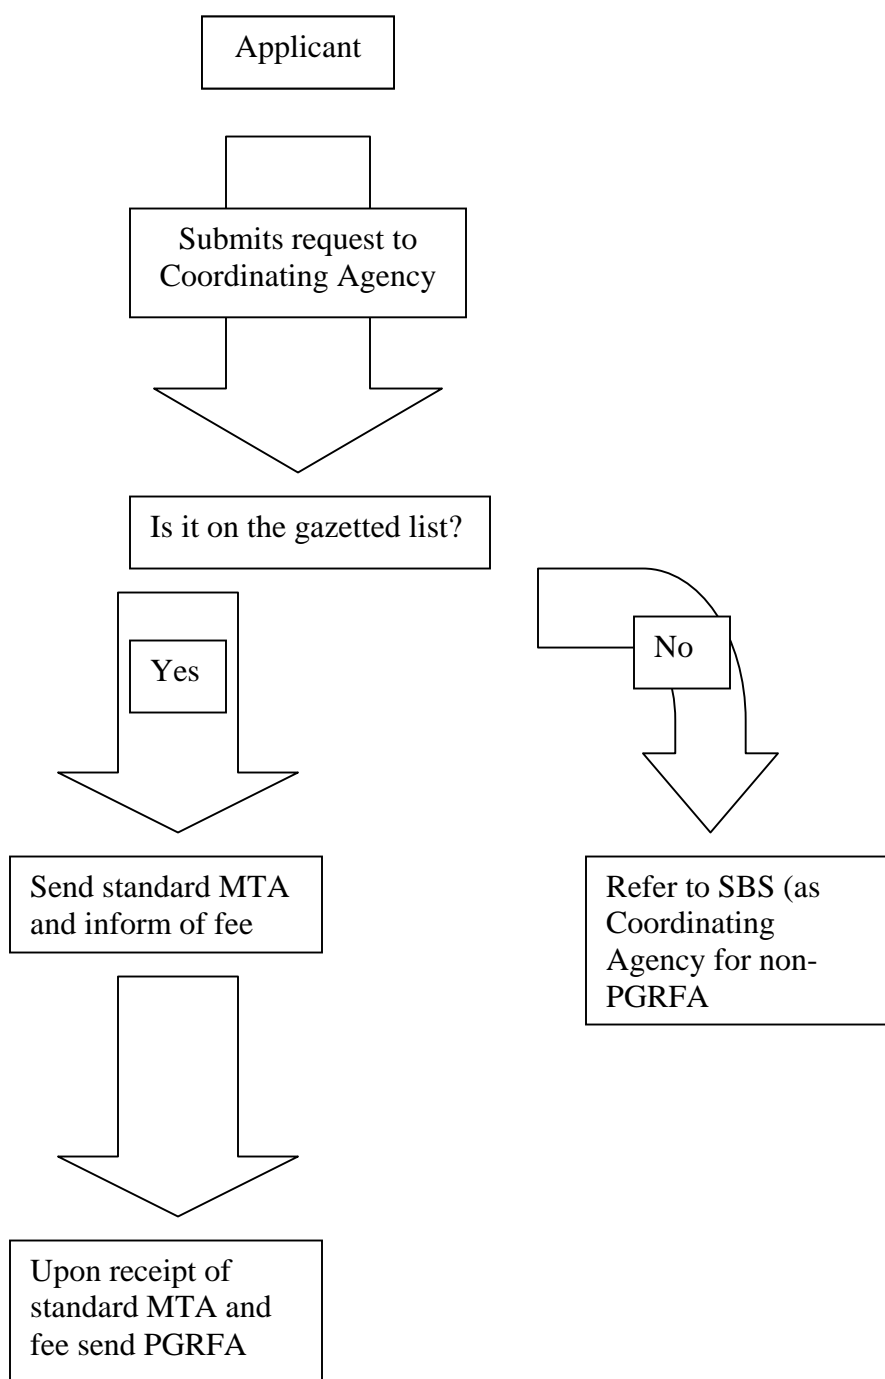 Applicant
Submits request to
Coordinating Agency
Is it on the gazetted list?
Yes
No
Send standard MTA
and inform of fee
Refer to SBS (as
Coordinating
Agency for non-
PGRFA
Upon receipt of
standard MTA and
fee send PGRFA